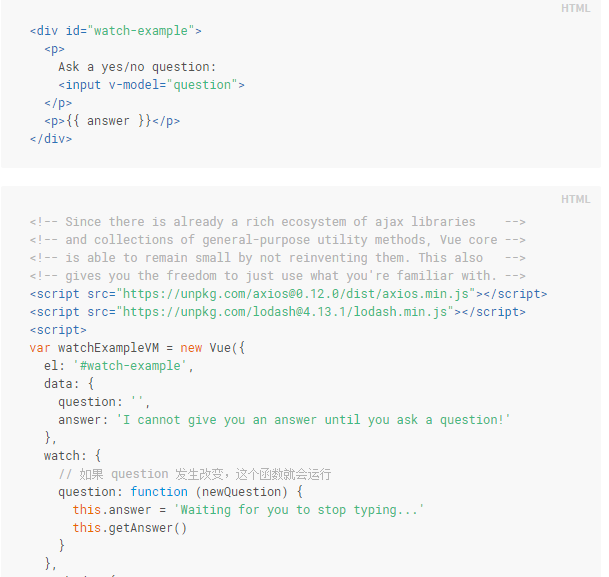 HTML
<div id="watch-example">
  <p>
    Ask a yes/no question:
    <input v-model="question">
  </p>
  <p>{{ answer }}</p>
</div>
HTML
<!-- Since there is already a rich ecosystem of ajax libraries    -->
<!-- and collections of general-purpose utility methods, Vue core -->
<!-- is able to remain small by not reinventing them. This also   -->
<!-- gives you the freedom to just use what you're familiar with. -->
<script src="https://unpkg.com/axios@0.12.0/dist/axios.min.js"></script>
<script src="https://unpkg.com/lodash@4.13.1/lodash.min.js"></script>
<script>
var watchExampleVM = new Vue({
  el: '#watch-example',
  data: {
    question: '',
    answer: 'I cannot give you an answer until you ask a question!'
  },
  watch: {
    // 如果 question 发生改变，这个函数就会运行
    question: function (newQuestion) {
      this.answer = 'Waiting for you to stop typing...'
      this.getAnswer()
    }
  },